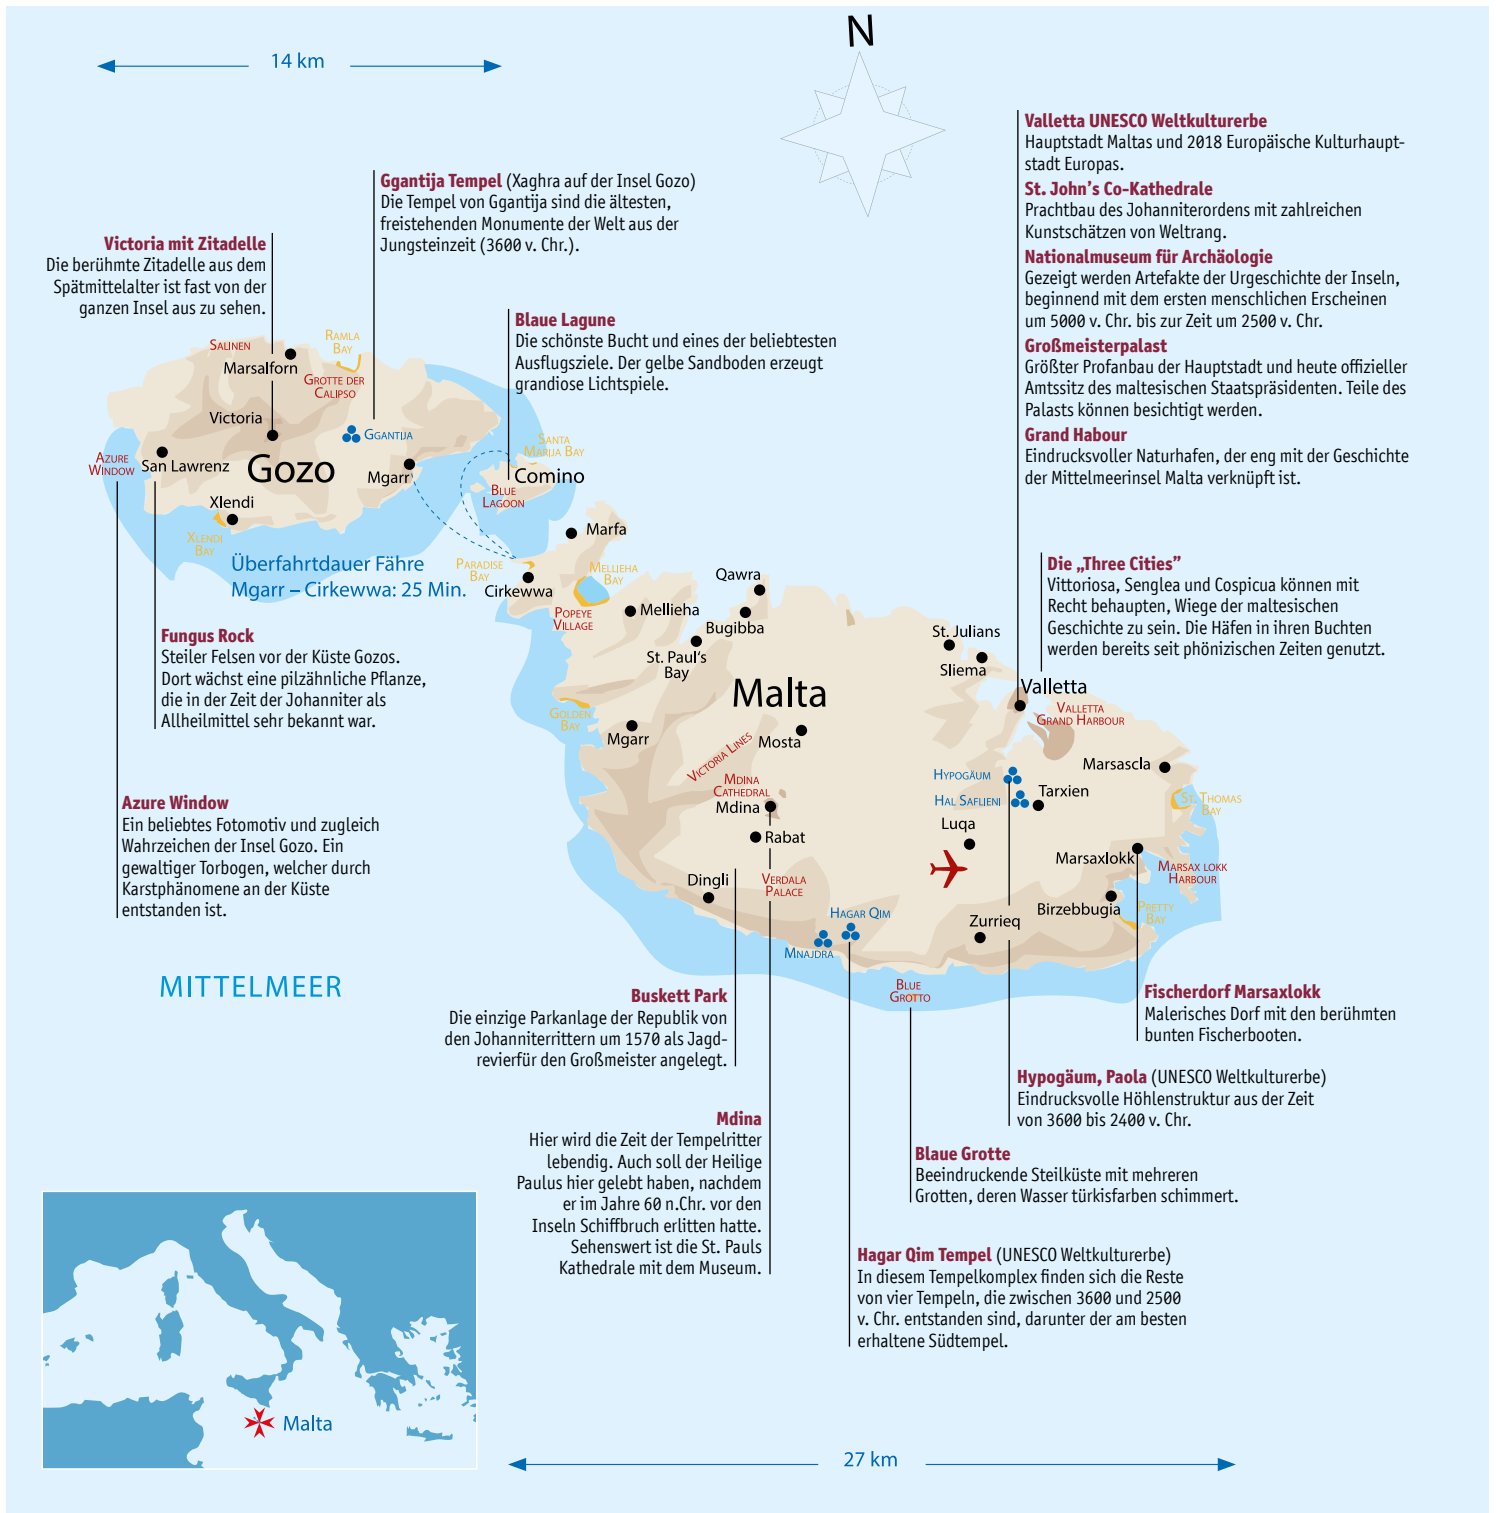 14 km
N
Valletta UNESCO Weltkulturerbe
Hauptstadt Maltas und 2018 Europäische Kulturhaupt-
stadt Europas.
St. John's Co-Kathedrale
Prachtbau des Johanniterordens mit zahlreichen
Kunstschätzen von Weltrang.
Nationalmuseum für Archäologie
Gezeigt werden Artefakte der Urgeschichte der Inseln,
beginnend mit dem ersten menschlichen Erscheinen
um 5000 v. Chr. bis zur Zeit um 2500 v. Chr.
Großmeisterpalast
Größter Profanbau der Hauptstadt und heute offizieller
Amtssitz des maltesischen Staatspräsidenten. Teile des
Palasts können besichtigt werden.
Grand Habour
Eindrucksvoller Naturhafen, der eng mit der Geschichte
der Mittelmeerinsel Malta verknüpft ist.
Ggantija Tempel (Xaghra auf der Insel Gozo)
Die Tempel von Ggantija sind die ältesten,
freistehenden Monumente der Welt aus der
Jungsteinzeit (3600 v. Chr.).
Victoria mit Zitadelle
Die berühmte Zitadelle aus dem
Spätmittelalter ist fast von der
ganzen Insel aus zu sehen.
Blaue Lagune
Die schönste Bucht und eines der beliebtesten
Ausflugsziele. Der gelbe Sandboden erzeugt
grandiose Lichtspiele.
Salinen
Ramla
Bay
Marsalforn
Grotte der
Calipso
Victoria
Ggantija
Azure
Window
San Lawrenz
Gozo
Mgarr
Xlendi
Xlendi
Bay
Santa
Marija Bay
Comino
Blue
Lagoon
Marfa
Überfahrtdauer Fähre
Mgarr – Cirkewwa: 25 Min.
Paradise
Bay
Cirkewwa
Mellieha
Bay
Popeye
Village
Mellieha
Qawra
Bugibba
St. Paul's
Bay
St. Julians
Sliema
Die „Three Cities”
Vittoriosa, Senglea und Cospicua können mit
Recht behaupten, Wiege der maltesischen
Geschichte zu sein. Die Häfen in ihren Buchten
werden bereits seit phönizischen Zeiten genutzt.
Fungus Rock
Steiler Felsen vor der Küste Gozos.
Dort wächst eine pilzähnliche Pflanze,
die in der Zeit der Johanniter als
Allheilmittel sehr bekannt war.
Malta
Valletta
Valletta
Grand Harbour
Golden
Bay
Mgarr
Mosta
Victoria Lines
Mdina
Cathedral
Mdina
Rabat
Hypogäum
Hal Saflieni
Tarxien
Marsascla
St. Thomas
Bay
Luqa
Marsaxlokk
Marsax lokk
Harbour
Dingli
Verdala
Palace
Birzebbugia
Pretty
Bay
Zurrieq
Hagar Qim
Mnajdra
Blue
Grotto
Azure Window
Ein beliebtes Fotomotiv und zugleich
Wahrzeichen der Insel Gozo. Ein
gewaltiger Torbogen, welcher durch
Karstphänomene an der Küste
entstanden ist.
MITTELMEER
Buskett Park
Die einzige Parkanlage der Republik von
den Johanniterrittern um 1570 als Jagd-
revierfür den Großmeister angelegt.
Fischerdorf Marsaxlokk
Malerisches Dorf mit den berühmten
bunten Fischerbooten.
Hypogäum, Paola (UNESCO Weltkulturerbe)
Eindrucksvolle Höhlenstruktur aus der Zeit
von 3600 bis 2400 v. Chr.
Mdina
Hier wird die Zeit der Tempelritter
lebendig. Auch soll der Heilige
Paulus hier gelebt haben, nachdem
er im Jahre 60 n.Chr. vor den
Inseln Schiffbruch erlitten hatte.
Sehenswert ist die St. Pauls
Kathedrale mit dem Museum.
Blaue Grotte
Beeindruckende Steilküste mit mehreren
Grotten, deren Wasser türkisfarben schimmert.
Hagar Qim Tempel (UNESCO Weltkulturerbe)
In diesem Tempelkomplex finden sich die Reste
von vier Tempeln, die zwischen 3600 und 2500
v. Chr. entstanden sind, darunter der am besten
erhaltene Südtempel.
Malta
27 km